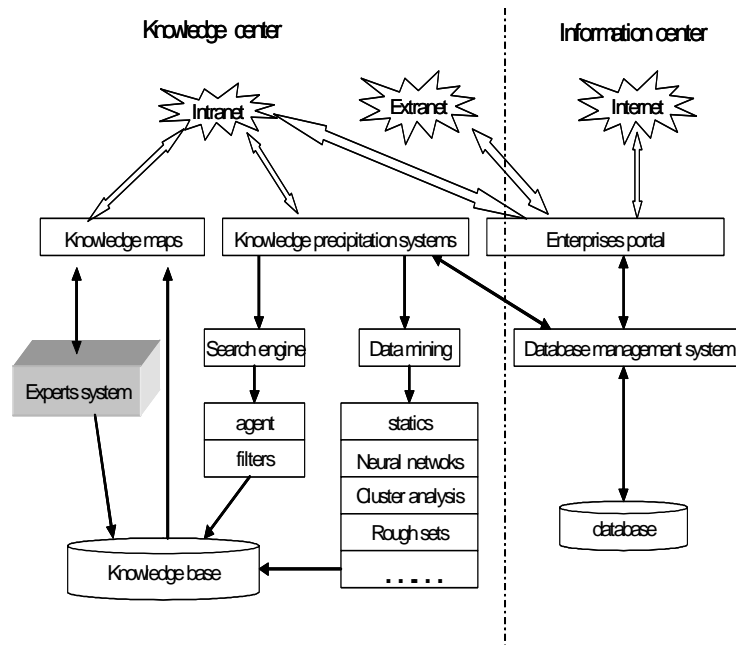 Knowledge center
Information center
Intranet
Extranet
Internet
Knowledge maps
Knowledge precipitation systems
Enterprises portal
Search engine
Data mining
Database management system
Experts system
agent
filters
statics
Neural netwoks
Cluster analysis
Rough sets
......
database
Knowledge base